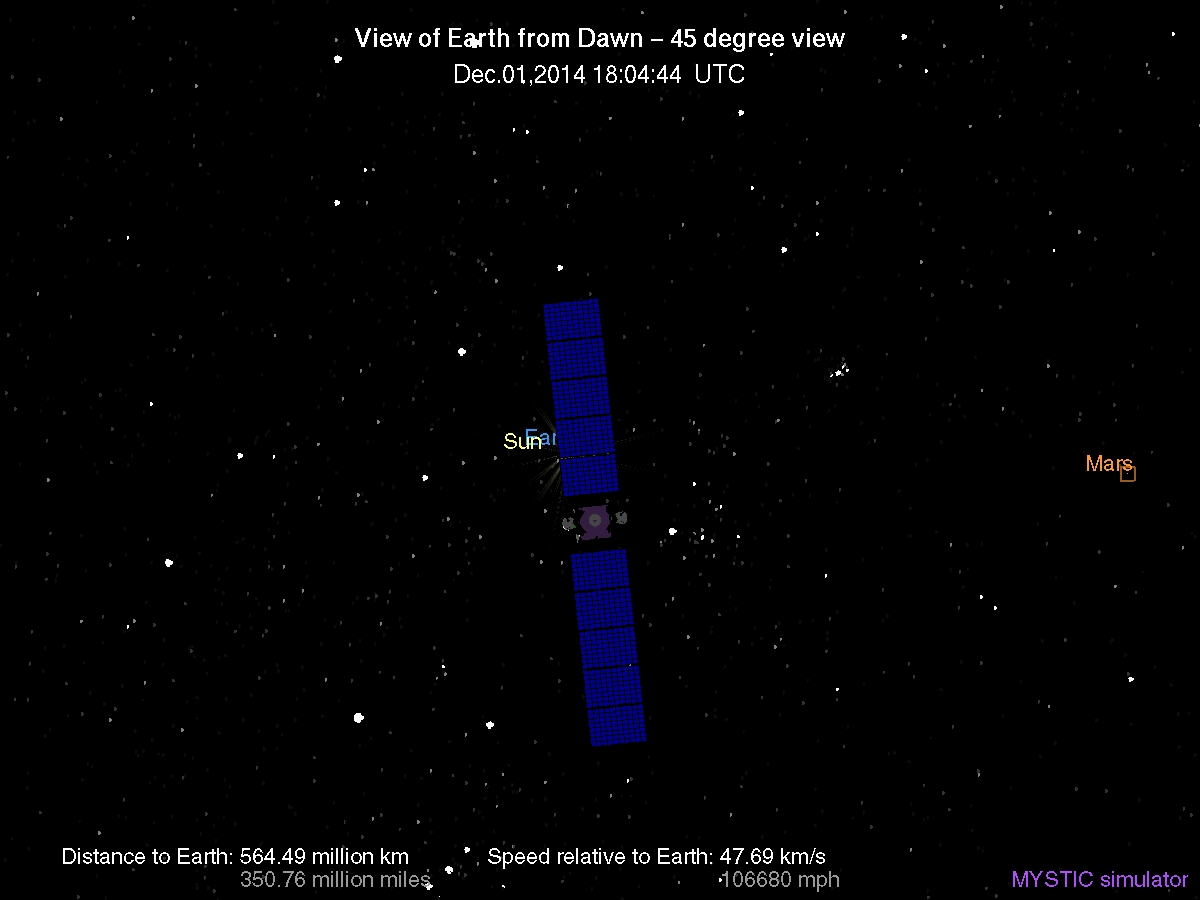 View of Earth from Dawn – 45 degree view
Dec.01,2014 18:04:44 UTC
Ear
Sun
Mars
Distance to Earth: 564.49 million km
350.76 million miles
Speed relative to Earth: 47.69 km/s
106680 mph
MYSTIC simulator